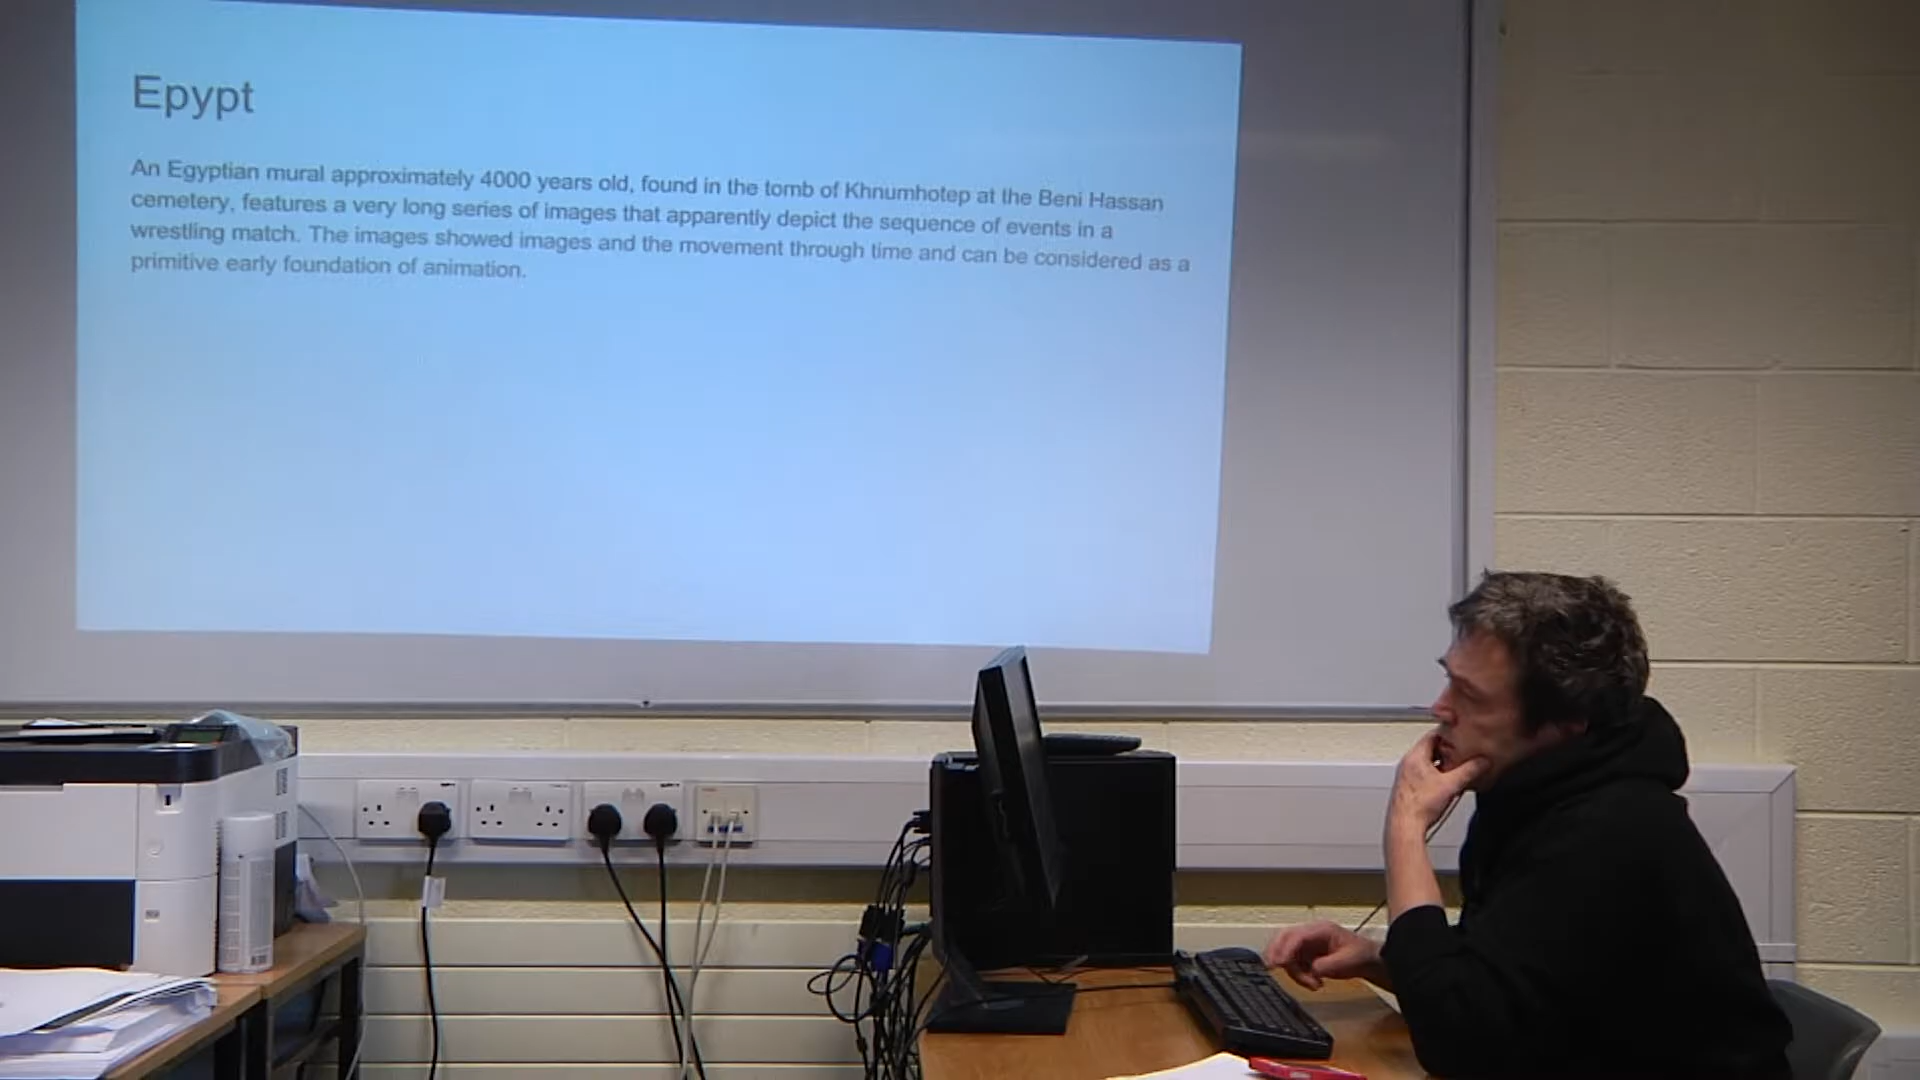 Epypt
An Egyptian mural approximately 4000 years old, found in the tomb of Khnumhotep at the Beni Hassan
cemetery, features a very long series of images that apparently depict the sequence of events in a
wrestling match. The images showed images and the movement through time and can be considered as a
primitive early foundation of animation.